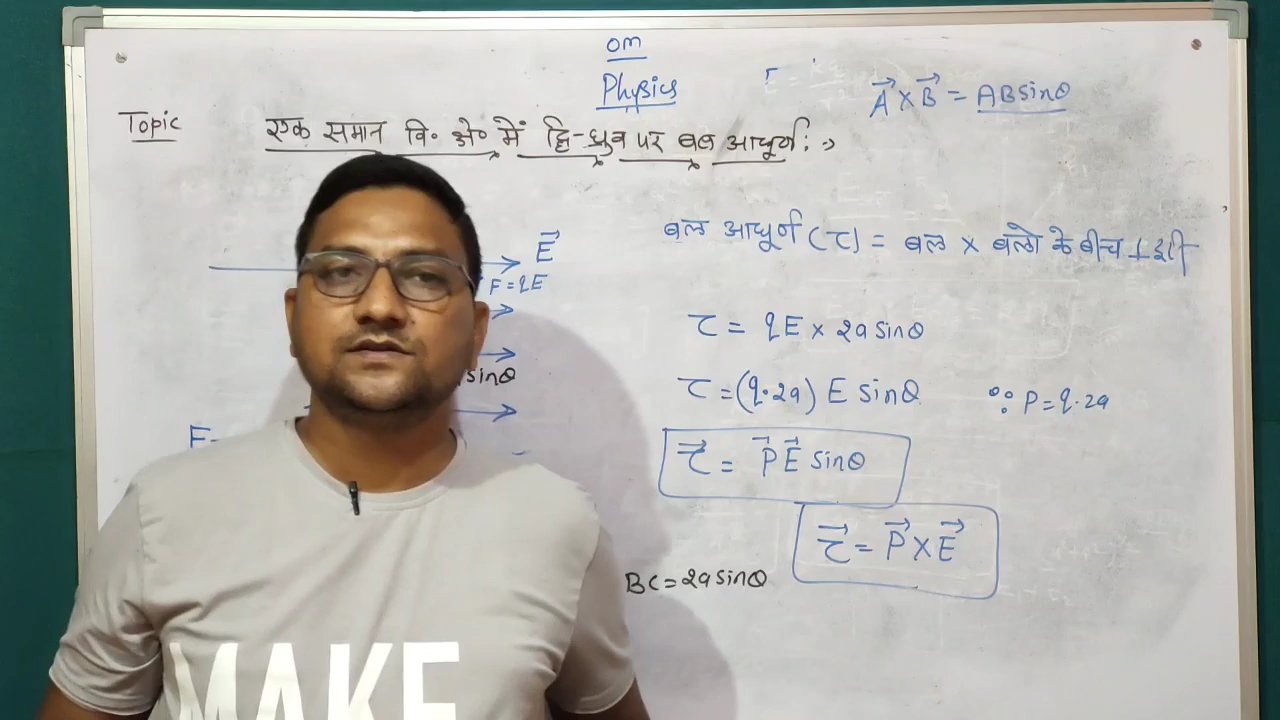 om
Physics
A⃗ × B⃗ = ABsinθ
Topic
एक समान वि॰ क्षे॰ में द्वि-ध्रुव पर बल आघूर्ण :→
E⃗
F = qE
sinθ
बल आघूर्ण (τ) = बल × बलो के बीच ⊥ दूरी
τ = qE × 2a sinθ
τ = (q·2a) E sinθ ∵ P = q·2a
τ⃗ = P⃗ E⃗ sinθ
τ⃗ = P⃗ × E⃗
BC = 2a sinθ
MAKE